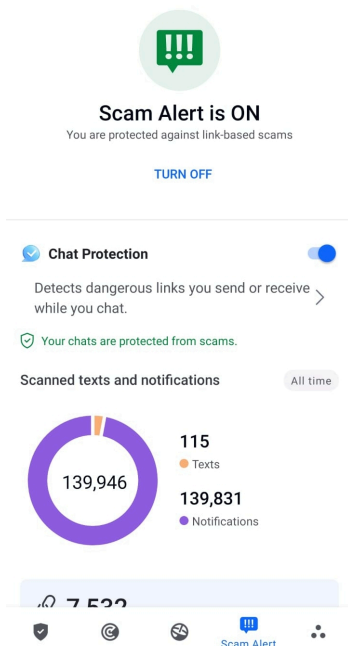 Scam Alert is ON
You are protected against link-based scams
TURN OFF
Chat Protection
Detects dangerous links you send or receive
while you chat.
Your chats are protected from scams.
Scanned texts and notifications
All time
115
Texts
139,946
139,831
Notifications
7,532
Scam Alert